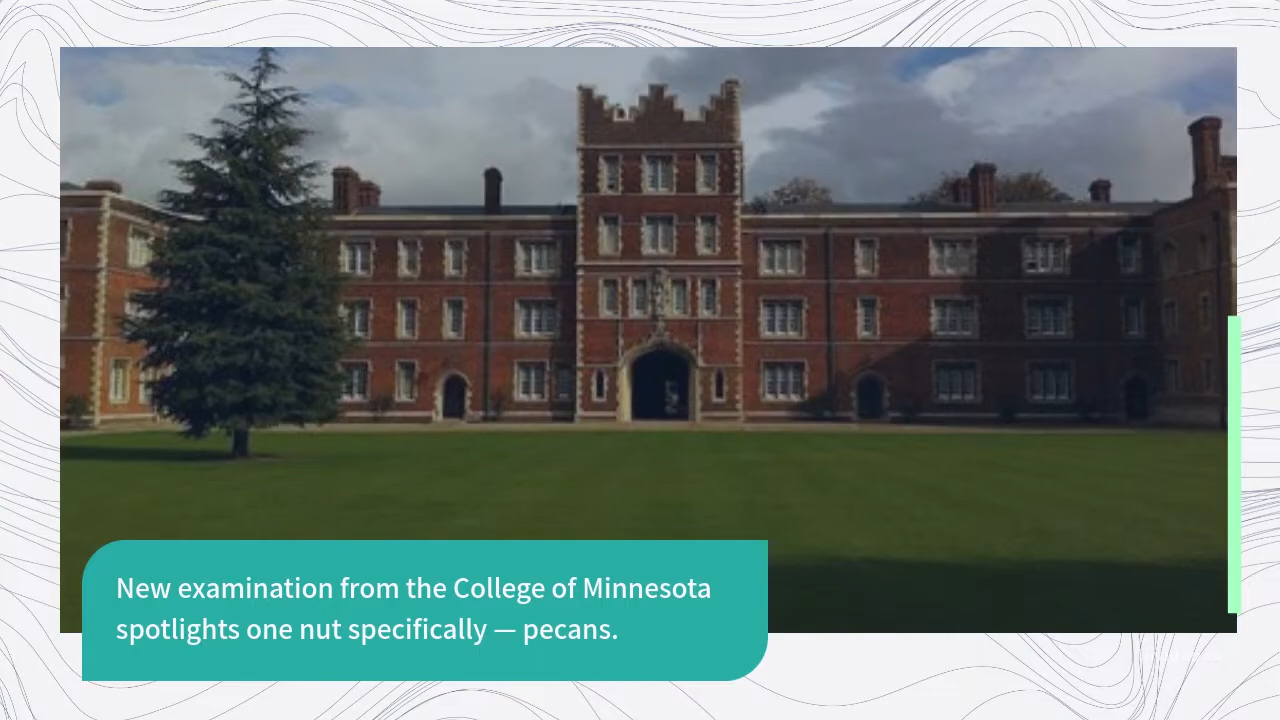 New examination from the College of Minnesota
spotlights one nut specifically — pecans.